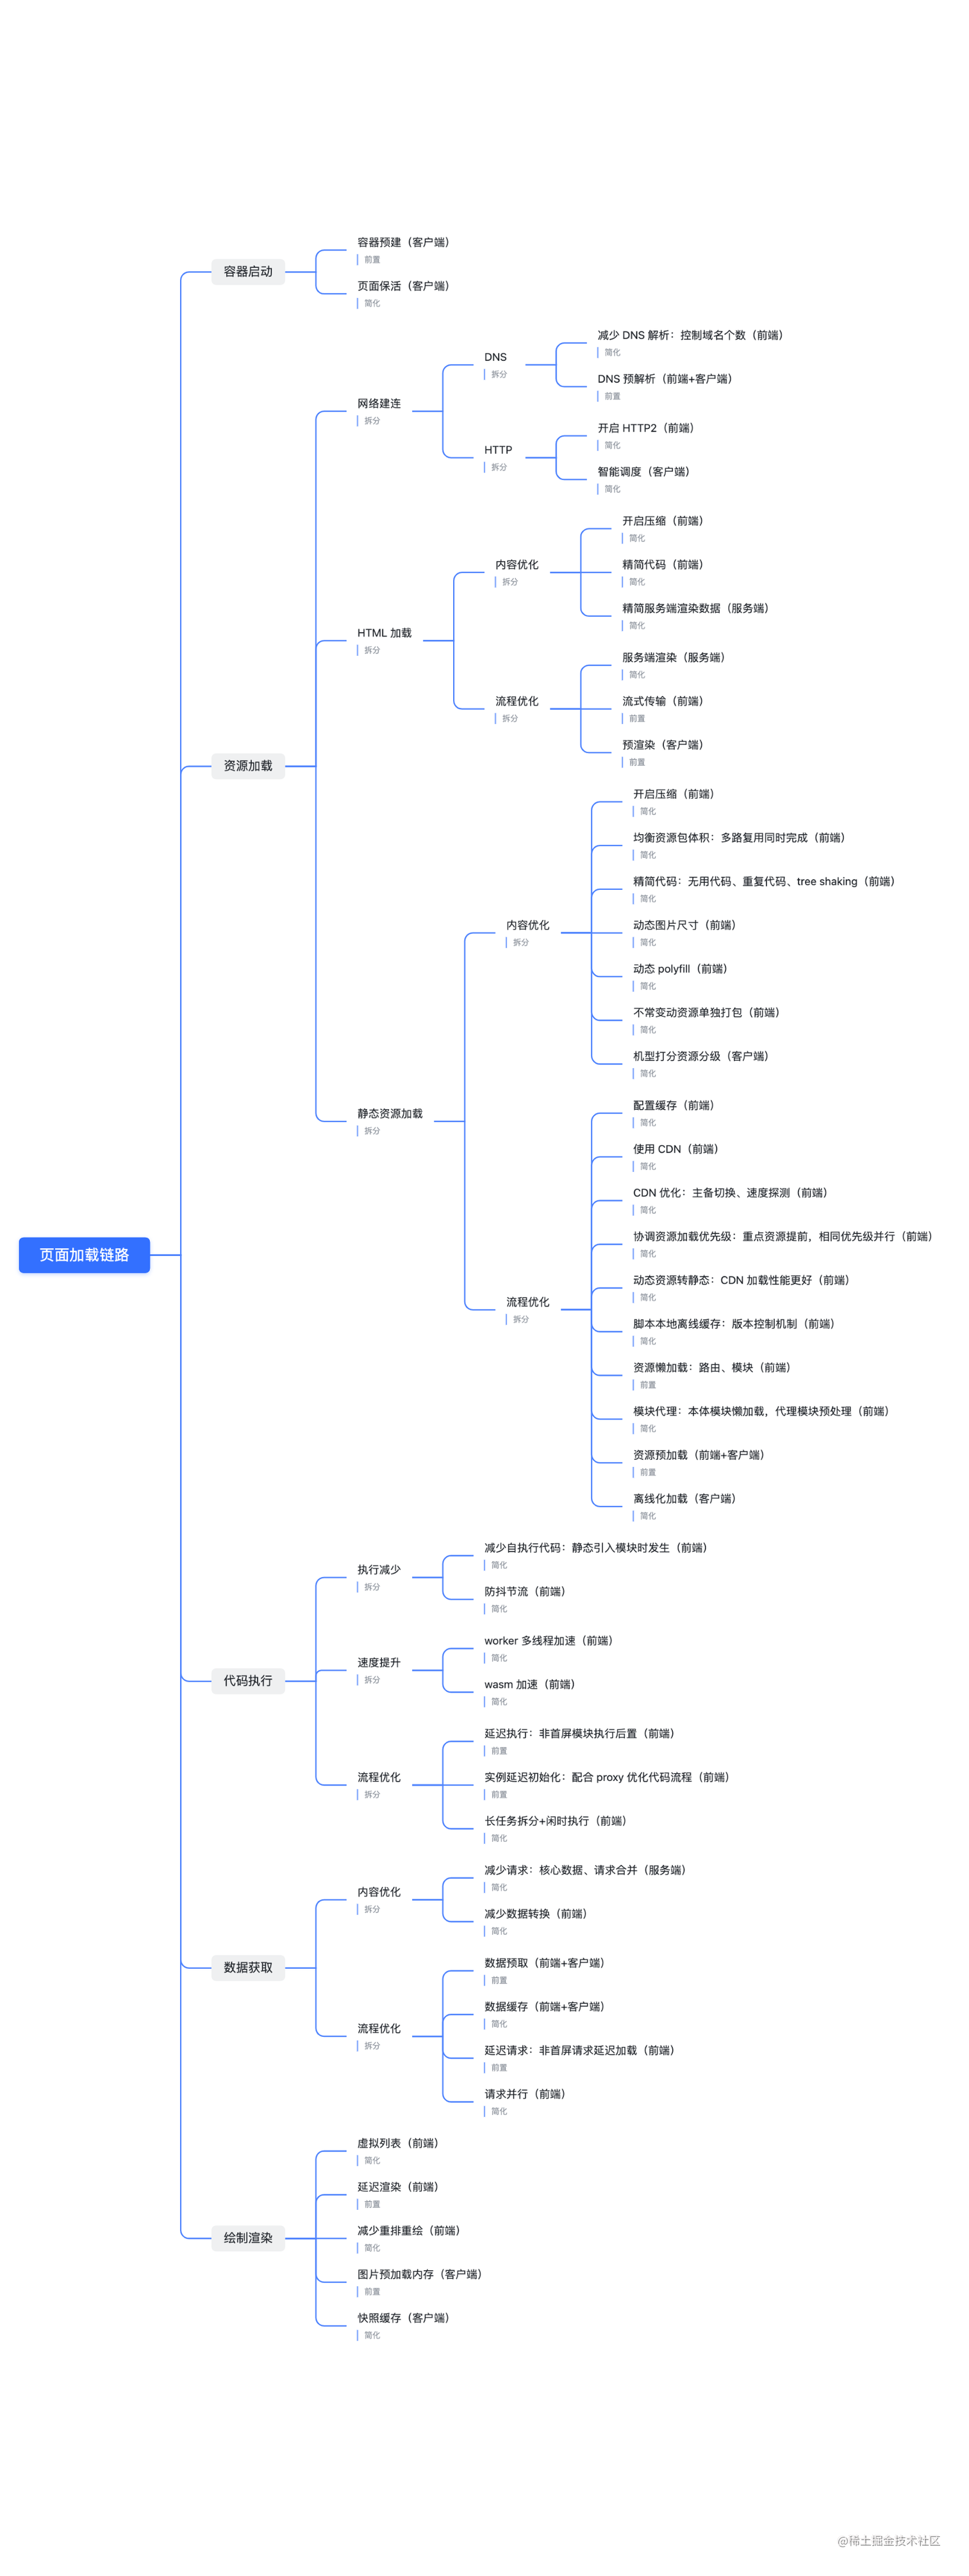 容器预建（客户端）
前置
容器启动
页面保活（客户端）
简化
减少 DNS 解析：控制域名个数（前端）
简化
DNS
拆分
DNS 预解析（前端+客户端）
前置
网络建连
拆分
开启 HTTP2（前端）
简化
HTTP
拆分
智能调度（客户端）
简化
开启压缩（前端）
简化
内容优化
拆分
精简代码（前端）
简化
精简服务端渲染数据（服务端）
简化
HTML 加载
拆分
服务端渲染（服务端）
简化
流程优化
拆分
流式传输（前端）
前置
预渲染（客户端）
前置
资源加载
开启压缩（前端）
简化
均衡资源包体积：多路复用同时完成（前端）
简化
精简代码：无用代码、重复代码、tree shaking（前端）
简化
内容优化
拆分
动态图片尺寸（前端）
简化
动态 polyfill（前端）
简化
不常变动资源单独打包（前端）
简化
机型打分资源分级（客户端）
简化
静态资源加载
拆分
配置缓存（前端）
简化
使用 CDN（前端）
简化
CDN 优化：主备切换、速度探测（前端）
简化
页面加载链路
协调资源加载优先级：重点资源提前，相同优先级并行（前端）
简化
动态资源转静态：CDN 加载性能更好（前端）
简化
流程优化
拆分
脚本本地离线缓存：版本控制机制（前端）
简化
资源懒加载：路由、模块（前端）
前置
模块代理：本体模块懒加载，代理模块预处理（前端）
简化
资源预加载（前端+客户端）
前置
离线化加载（客户端）
简化
减少自执行代码：静态引入模块时发生（前端）
简化
执行减少
拆分
防抖节流（前端）
简化
worker 多线程加速（前端）
简化
速度提升
拆分
代码执行
wasm 加速（前端）
简化
延迟执行：非首屏模块执行后置（前端）
前置
流程优化
拆分
实例延迟初始化：配合 proxy 优化代码流程（前端）
前置
长任务拆分+闲时执行（前端）
简化
减少请求：核心数据、请求合并（服务端）
简化
内容优化
拆分
减少数据转换（前端）
简化
数据获取
数据预取（前端+客户端）
前置
数据缓存（前端+客户端）
简化
流程优化
拆分
延迟请求：非首屏请求延迟加载（前端）
前置
请求并行（前端）
简化
虚拟列表（前端）
简化
延迟渲染（前端）
前置
绘制渲染
减少重排重绘（前端）
简化
图片预加载内存（客户端）
前置
快照缓存（客户端）
简化
@稀土掘金技术社区